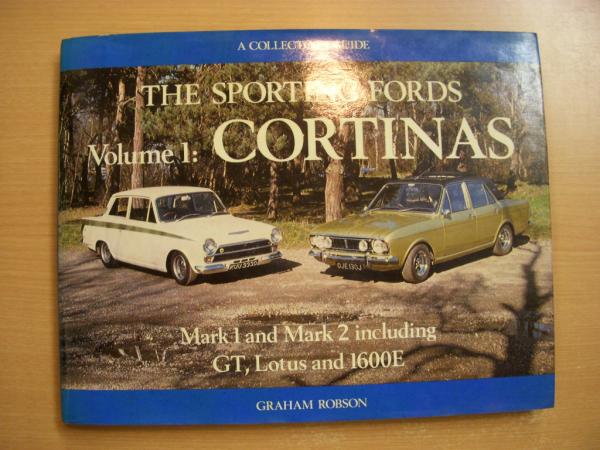 A COLLECTOR'S GUIDE
THE SPORTING FORDS
Volume 1: CORTINAS
OJE130J
Mark 1 and Mark 2 including
GT, Lotus and 1600E
GRAHAM ROBSON